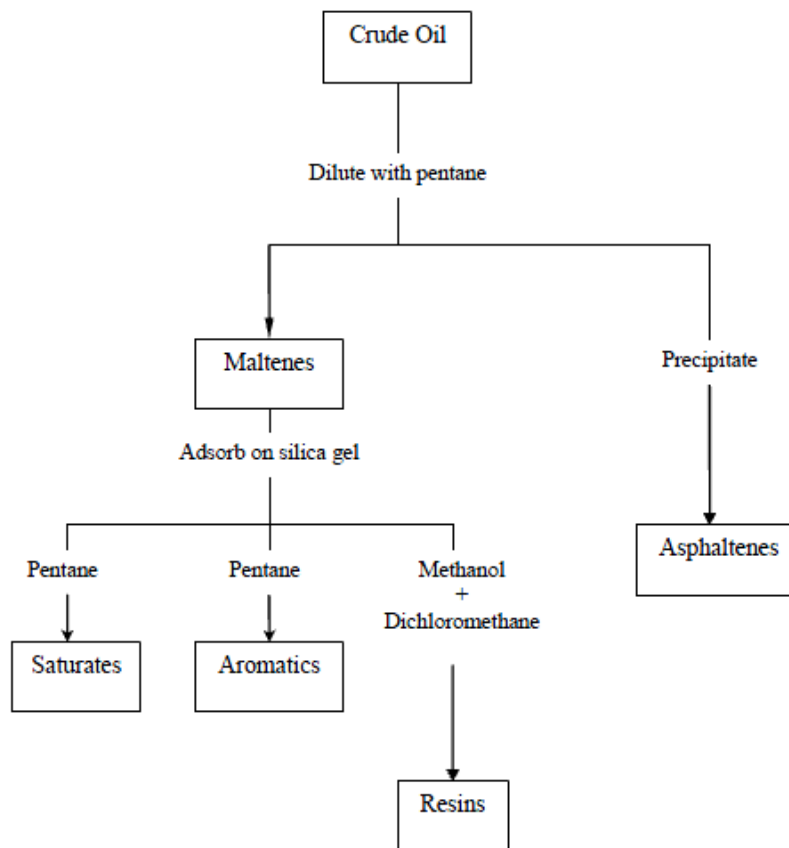 Crude Oil
Dilute with pentane
Maltenes
Precipitate
Adsorb on silica gel
Asphaltenes
Pentane
Pentane
Methanol
+
Dichloromethane
Saturates
Aromatics
Resins